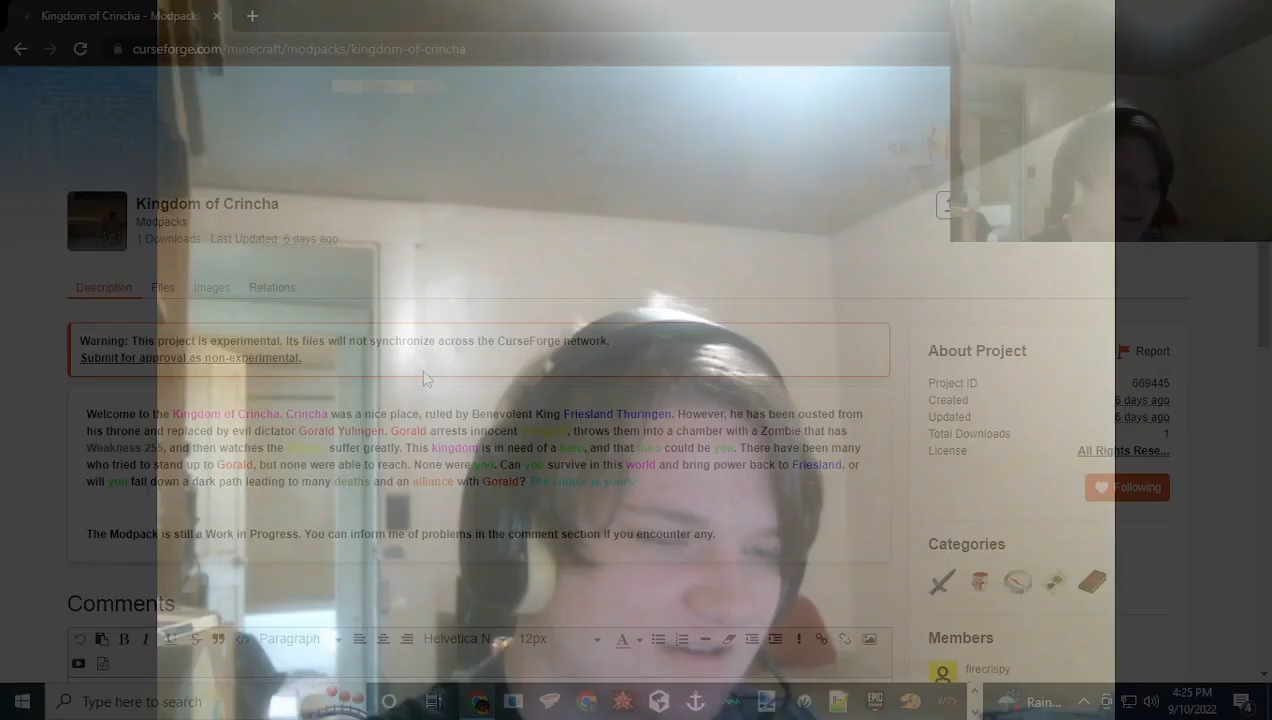 Kingdom of Crincha - Modpacks
curseforge.com/minecraft/modpacks/kingdom-of-crincha
Kingdom of Crincha
Modpacks
1 Downloads Last Updated: 6 days ago
Description Files Images Relations
Warning: This project is experimental. Its files will not synchronize across the CurseForge network.
Submit for approval as non-experimental.
Welcome to the Kingdom of Crincha. Crincha was a nice place, ruled by Benevolent King Friesland Thuringen. However, he has been ousted from
his throne and replaced by evil dictator Gorald Yulingen. Gorald arrests innocent , throws them into a chamber with a Zombie that has
Weakness 255, and then watches the suffer greatly. This kingdom is in need of a hero, and that hero could be you. There have been many
who tried to stand up to Gorald, but none were able to reach. None were you. Can you survive in this world and bring power back to Friesland, or
will you fall down a dark path leading to many deaths and an alliance with Gorald? The choice is yours!
The Modpack is still a Work in Progress. You can inform me of problems in the comment section if you encounter any.
Comments
Paragraph Helvetica N... 12px
About Project
Report
Project ID 669445
Created 6 days ago
Updated 6 days ago
Total Downloads 1
License All Rights Rese...
Following
Categories
Members
firecrispy
Type here to search
Rain...
4:25 PM
9/10/2022
4